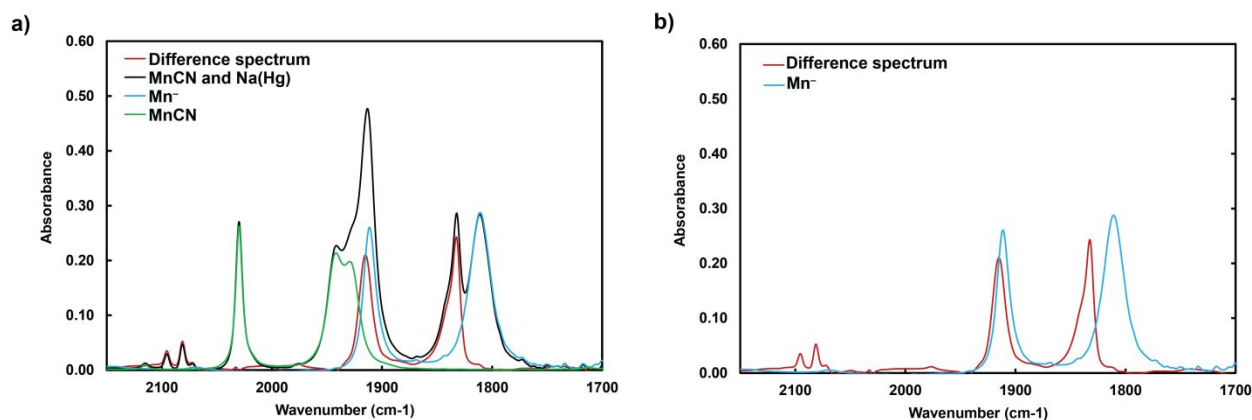 a)
0.60
0.50
0.40
0.30
0.20
0.10
0.00
Absorabance
Difference spectrum
MnCN and Na(Hg)
Mn⁻
MnCN
2100
2000
1900
1800
1700
Wavenumber (cm-1)
b)
0.60
0.50
0.40
0.30
0.20
0.10
0.00
Absorabance
Difference spectrum
Mn⁻
2100
2000
1900
1800
1700
Wavenumber (cm-1)